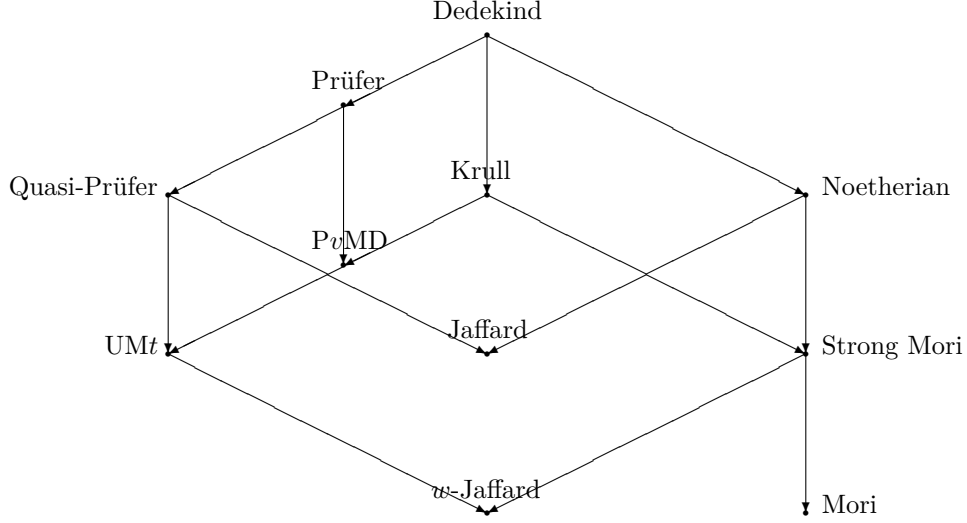 Dedekind
Prüfer
Krull
Quasi-Prüfer
Noetherian
PvMD
Jaffard
UMt
Strong Mori
w-Jaffard
Mori